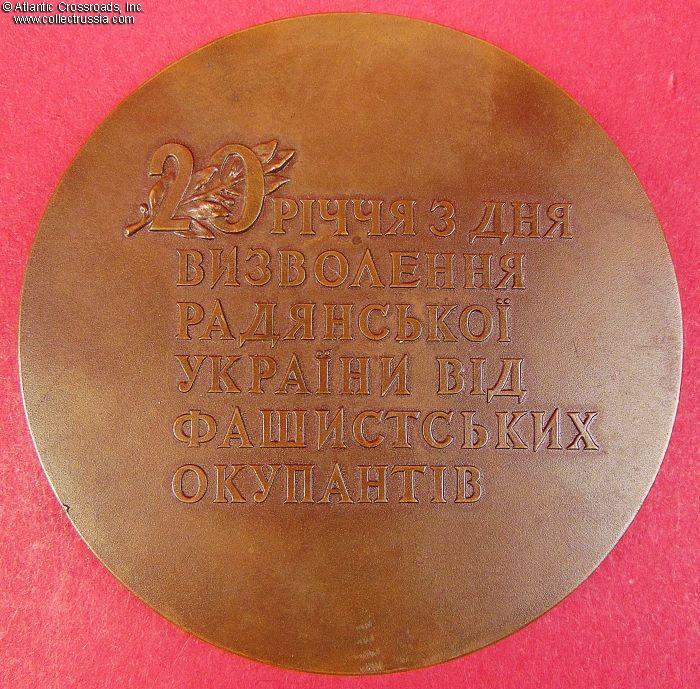 © Atlantic Crossroads, Inc.
www.collectrussia.com
20 РІЧЧЯ З ДНЯ
ВИЗВОЛЕННЯ
РАДЯНСЬКОЇ
УКРАЇНИ ВІД
ФАШИСТСЬКИХ
ОКУПАНТІВ